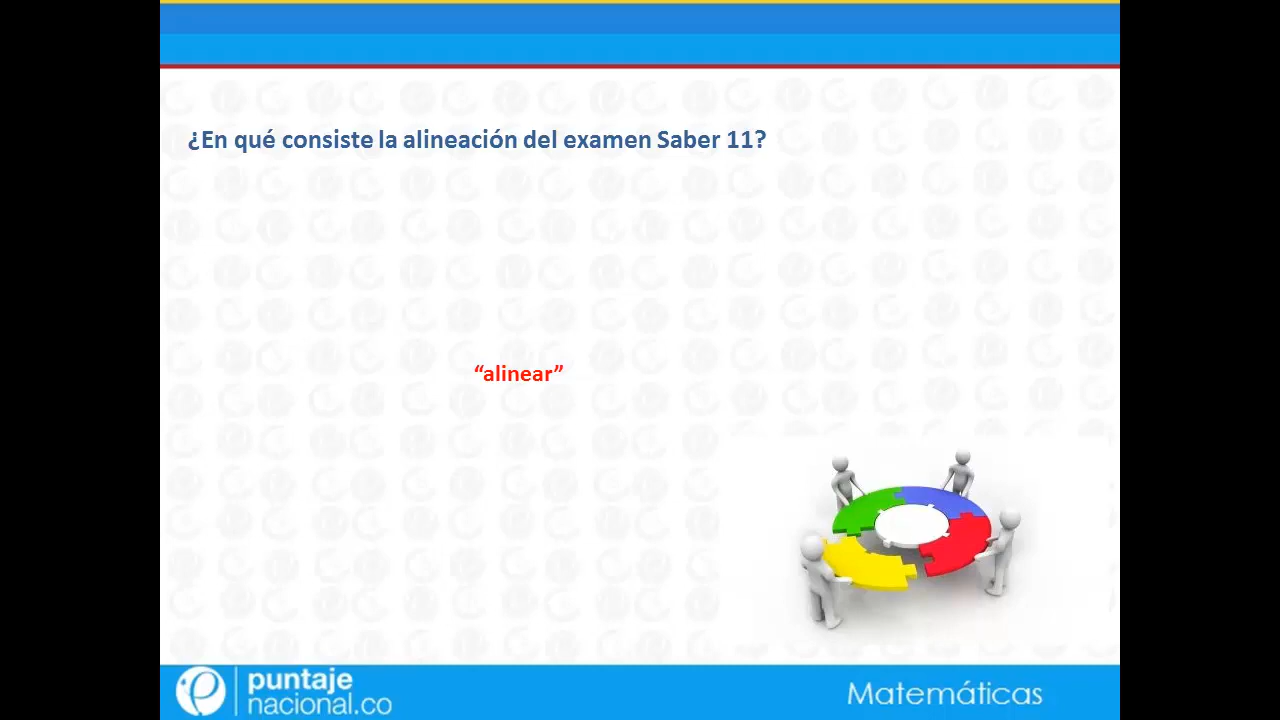 ¿En qué consiste la alineación del examen Saber 11?
“alinear”
puntaje
nacional.co
Matemáticas